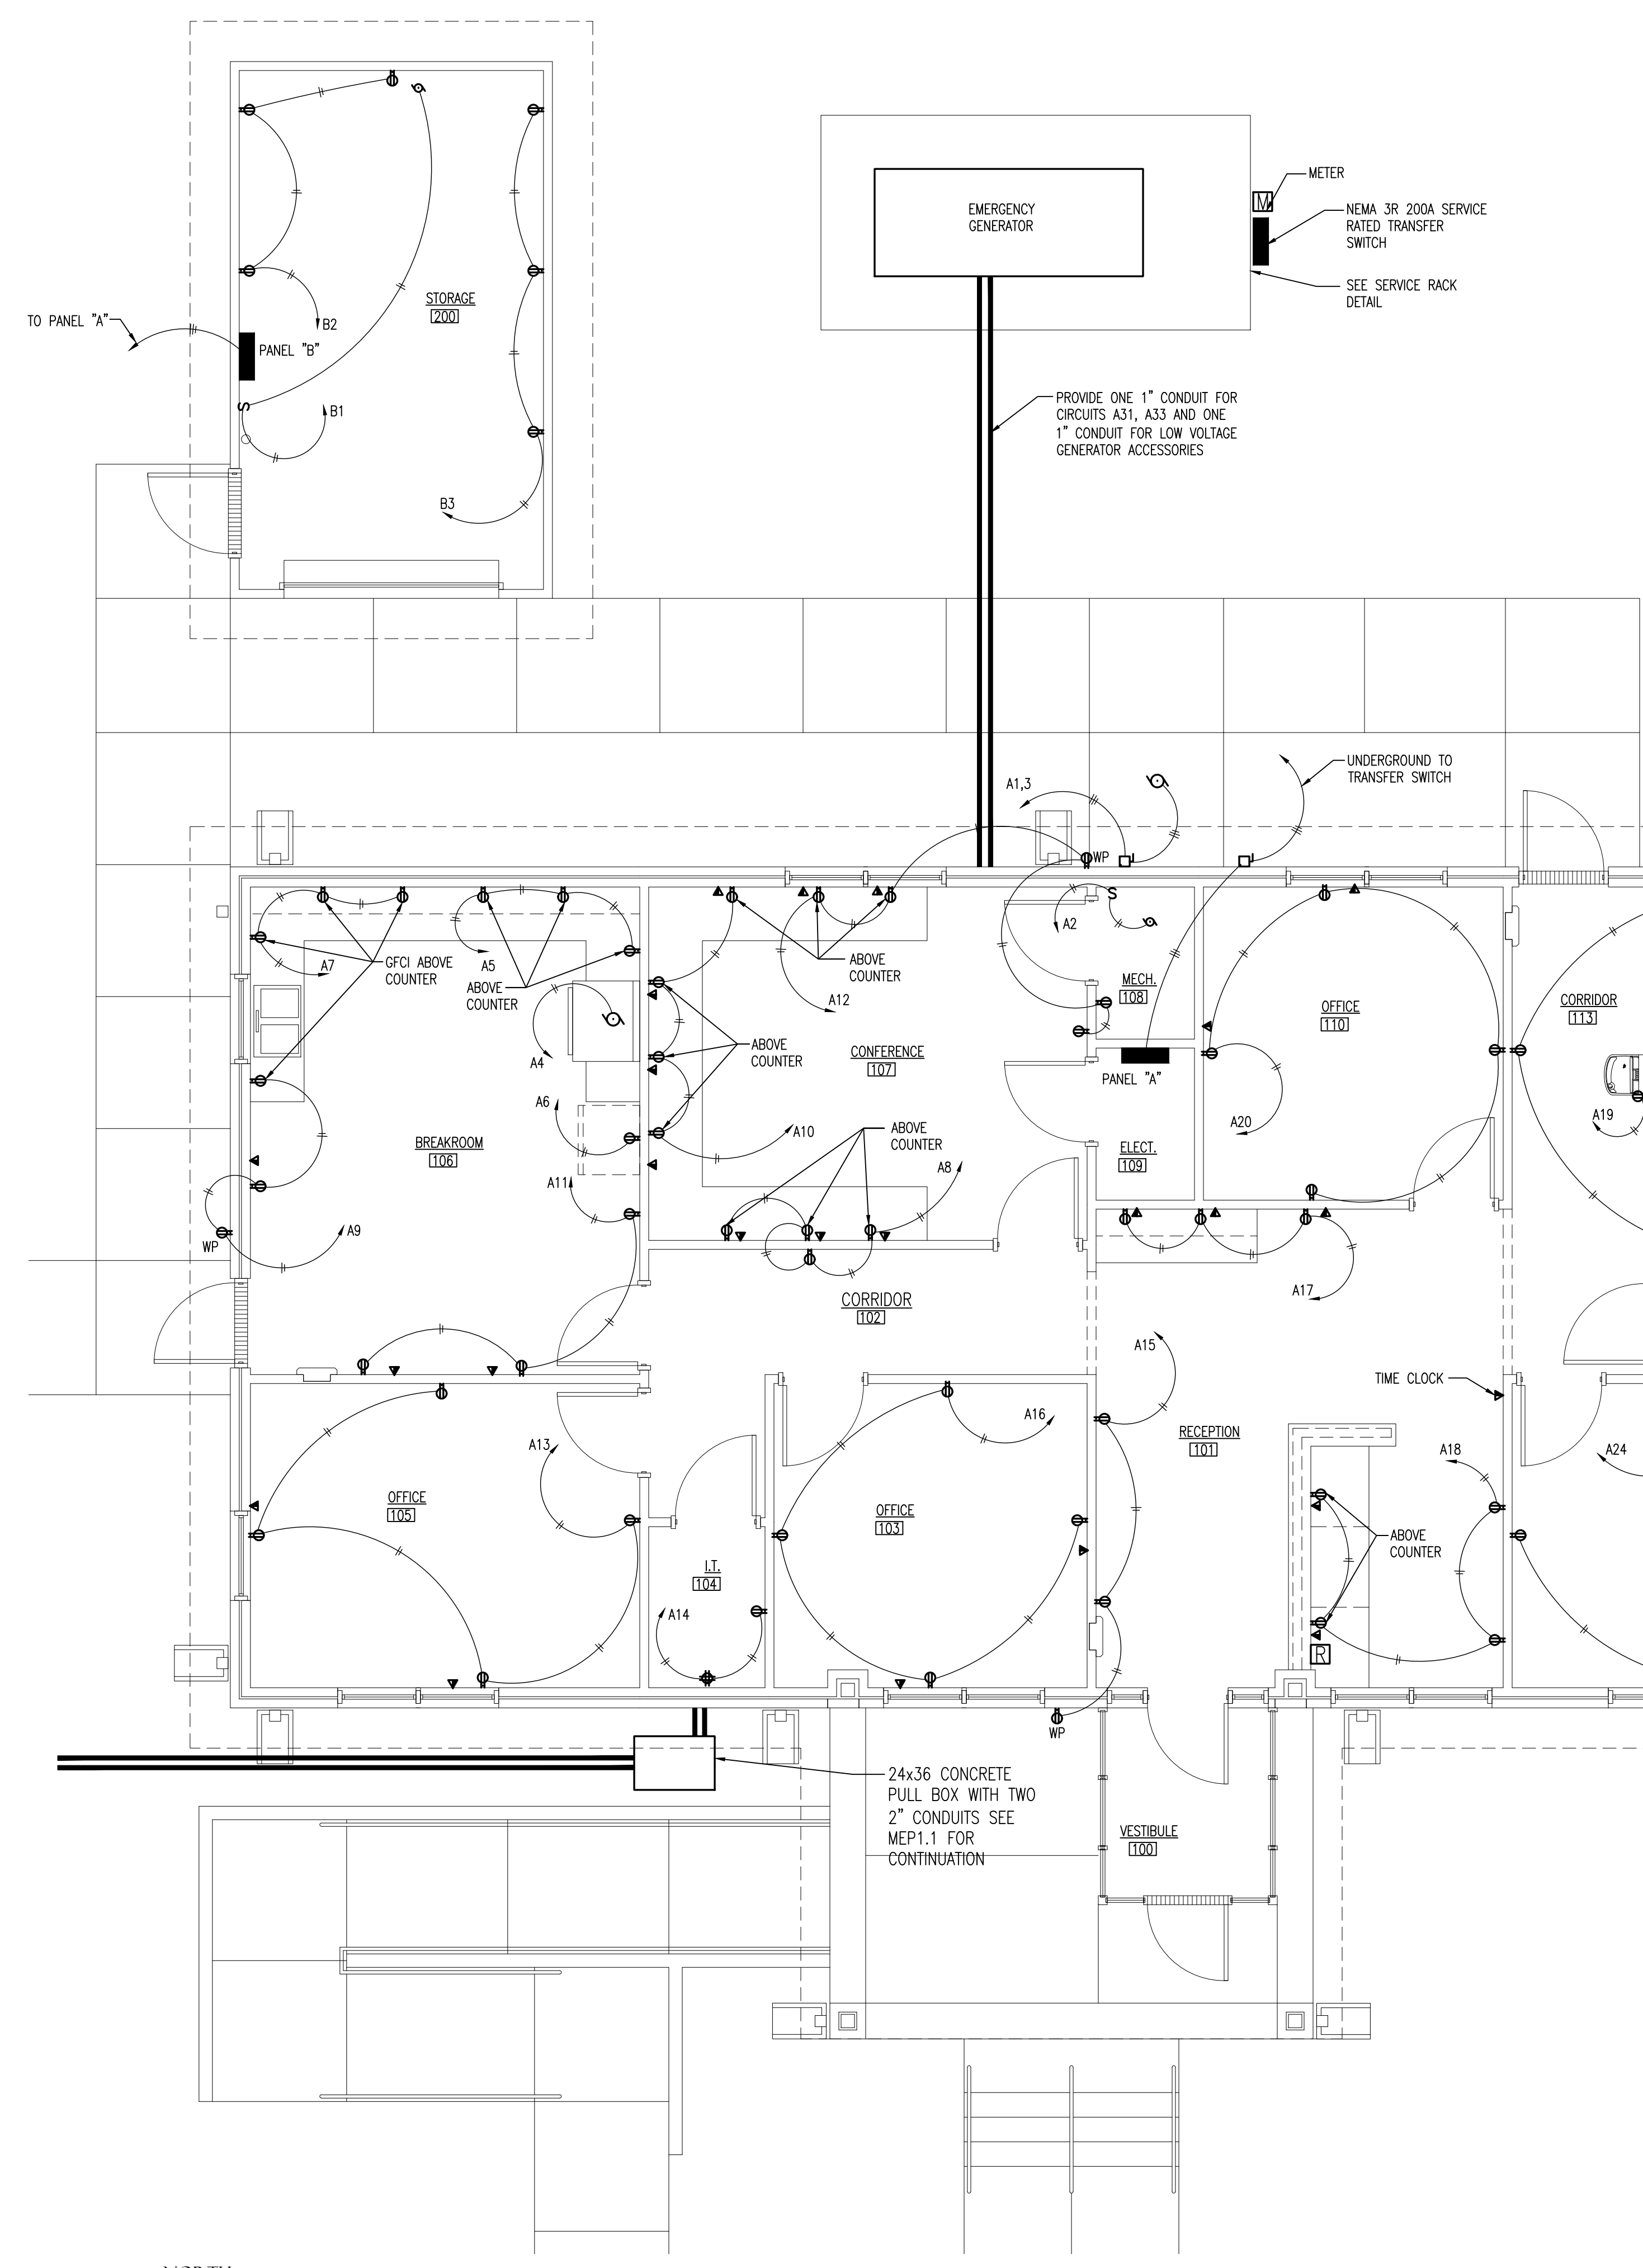 METER
EMERGENCY
GENERATOR
M
NEMA 3R 200A SERVICE
RATED TRANSFER
SWITCH
SEE SERVICE RACK
DETAIL
STORAGE
200
TO PANEL "A"
B2
PANEL "B"
S
B1
B3
PROVIDE ONE 1" CONDUIT FOR
CIRCUITS A31, A33 AND ONE
1" CONDUIT FOR LOW VOLTAGE
GENERATOR ACCESSORIES
UNDERGROUND TO
TRANSFER SWITCH
A1,3
WP
S
A2
A7
GFCI ABOVE
COUNTER
A5
ABOVE
COUNTER
ABOVE
COUNTER
A12
MECH.
108
OFFICE
110
CORRIDOR
113
A4
ABOVE
COUNTER
CONFERENCE
107
PANEL "A"
A6
A20
A19
BREAKROOM
106
A10
ABOVE
COUNTER
ELECT.
109
A11
A8
WP
A9
A17
CORRIDOR
102
A15
TIME CLOCK
A13
A16
RECEPTION
101
A18
A24
OFFICE
105
OFFICE
103
ABOVE
COUNTER
I.T.
104
A14
R
WP
24x36 CONCRETE
PULL BOX WITH TWO
2" CONDUITS SEE
MEP1.1 FOR
CONTINUATION
VESTIBULE
100